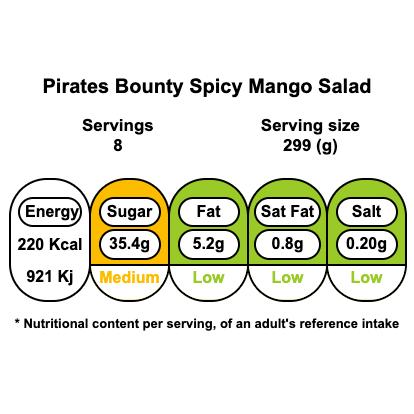 Pirates Bounty Spicy Mango Salad
Servings Serving size
8 299 (g)
Energy Sugar Fat Sat Fat Salt
220 Kcal 35.4g 5.2g 0.8g 0.20g
921 Kj Medium Low Low Low
* Nutritional content per serving, of an adult's reference intake